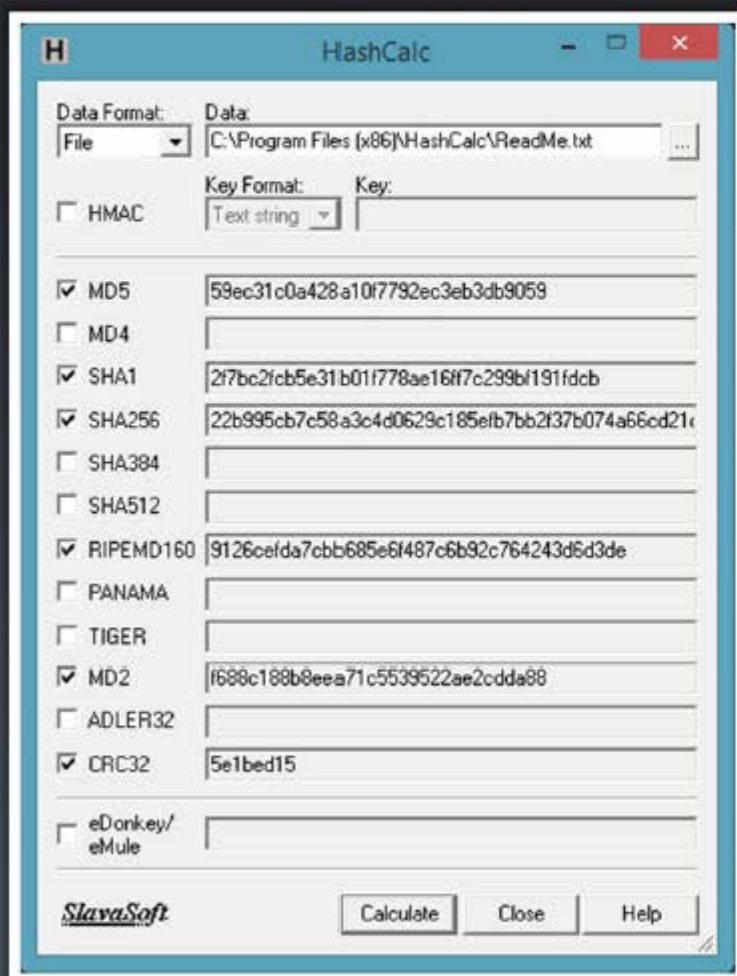 H HashCalc
Data Format: Data:
File C:\Program Files (x86)\HashCalc\ReadMe.txt ...
Key Format: Key:
HMAC Text string
MD5 59ec31c0a428a10f7792ec3eb3db9059
MD4
SHA1 2f7bc2fcb5e31b01f778ae16ff7c299bf191fdcb
SHA256 22b995cb7c58a3c4d0629c185efb7bb2f37b074a66cd21
SHA384
SHA512
RIPEMD160 9126cefda7cbb685e6f487c6b92c764243d6d3de
PANAMA
TIGER
MD2 f688c188b8eea71c5539522ae2cdda88
ADLER32
CRC32 5e1bed15
eDonkey/
eMule
SlavaSoft Calculate Close Help